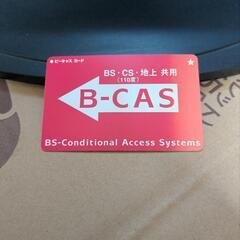 ● ビーキャス カード
★
BS・CS・地上 共用
(110度)
B-CAS
BS-Conditional Access Systems